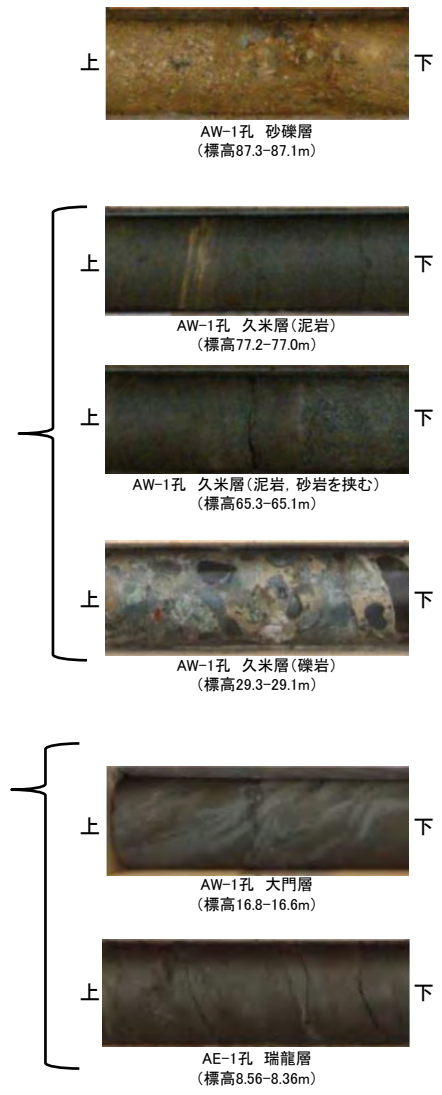 上 下
AW-1孔 砂礫層
(標高87.3-87.1m)
上 下
AW-1孔 久米層(泥岩)
(標高77.2-77.0m)
上 下
AW-1孔 久米層(泥岩，砂岩を挟む)
(標高65.3-65.1m)
上 下
AW-1孔 久米層(礫岩)
(標高29.3-29.1m)
上 下
AW-1孔 大門層
(標高16.8-16.6m)
上 下
AE-1孔 瑞龍層
(標高8.56-8.36m)